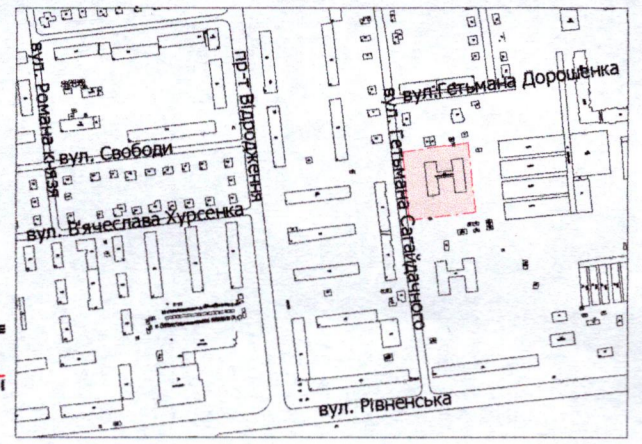 вул. Романа князя
пр-т Відродження
вул. Гетьмана Дорошенка
вул. Гетьмана Сагайдачного
вул. Свободи
вул. В'ячеслава Хурсенка
вул. Рівненська